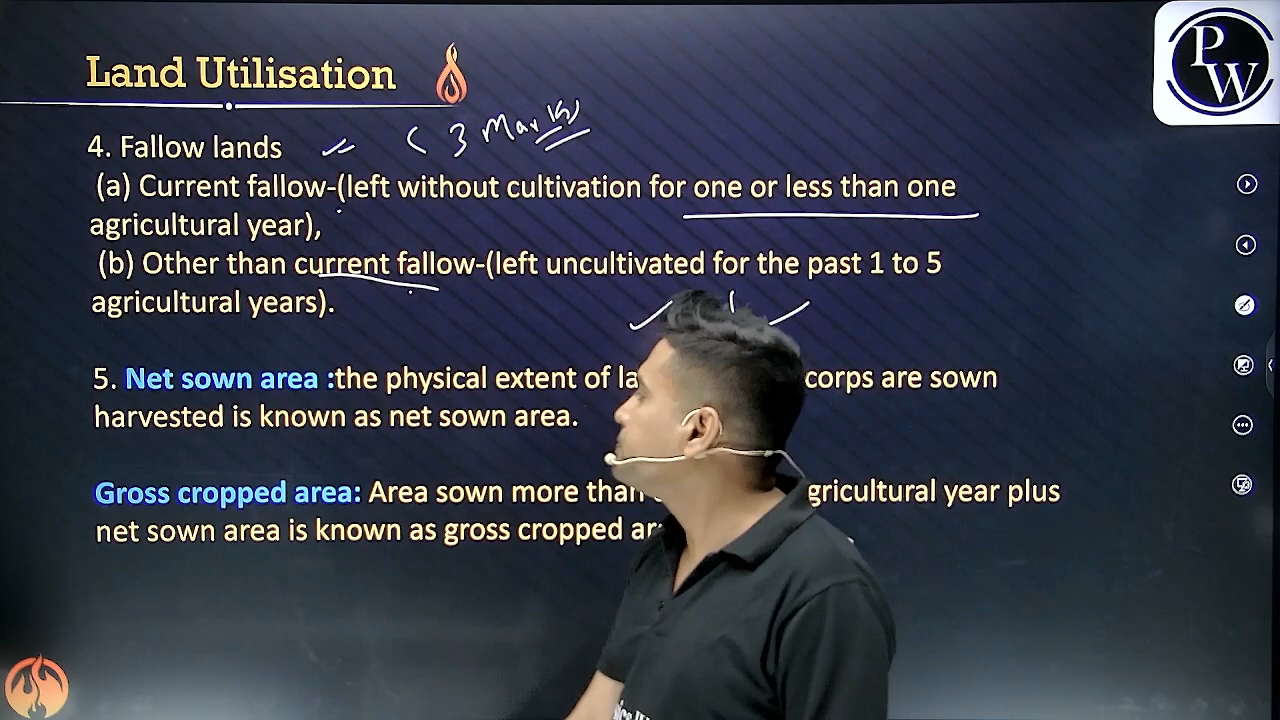 Land Utilisation
PW
4. Fallow lands (3 Marks)
(a) Current fallow-(left without cultivation for one or less than one
agricultural year),
(b) Other than current fallow-(left uncultivated for the past 1 to 5
agricultural years).
5. Net sown area :the physical extent of corps are sown
harvested is known as net sown area.
Gross cropped area: Area sown more than agricultural year plus
net sown area is known as gross cropped